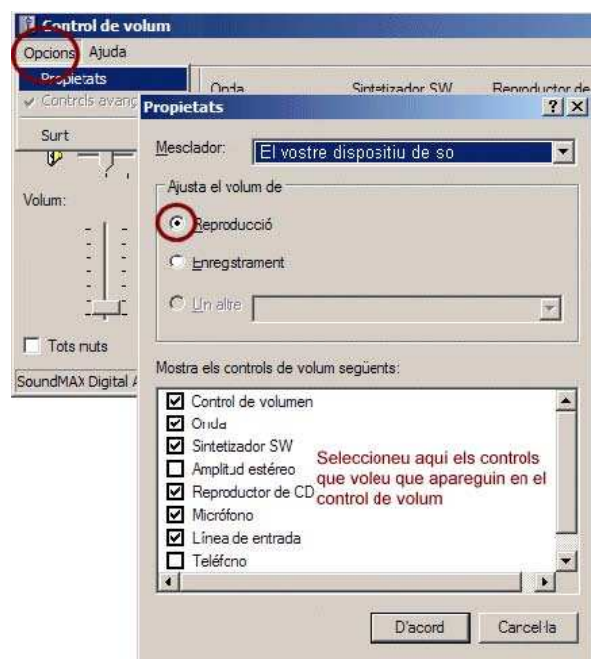 Control de volum
Opcions Ajuda
Propietats
Controls avanç
Surt
Onda Sintetizador SW Reproductor de
Volum:
Tots muts
SoundMAX Digital A
Propietats
Mesclador: El vostre dispositiu de so
Ajusta el volum de
Reproducció
Enregistrament
Un altre
Mostra els controls de volum següents:
Control de volumen
Onda
Sintetizador SW
Amplitud estéreo
Reproductor de CD
Micrófono
Línea de entrada
Teléfono
Seleccioneu aqui els controls
que voleu que apareguin en el
control de volum
D'acord Cancel·la